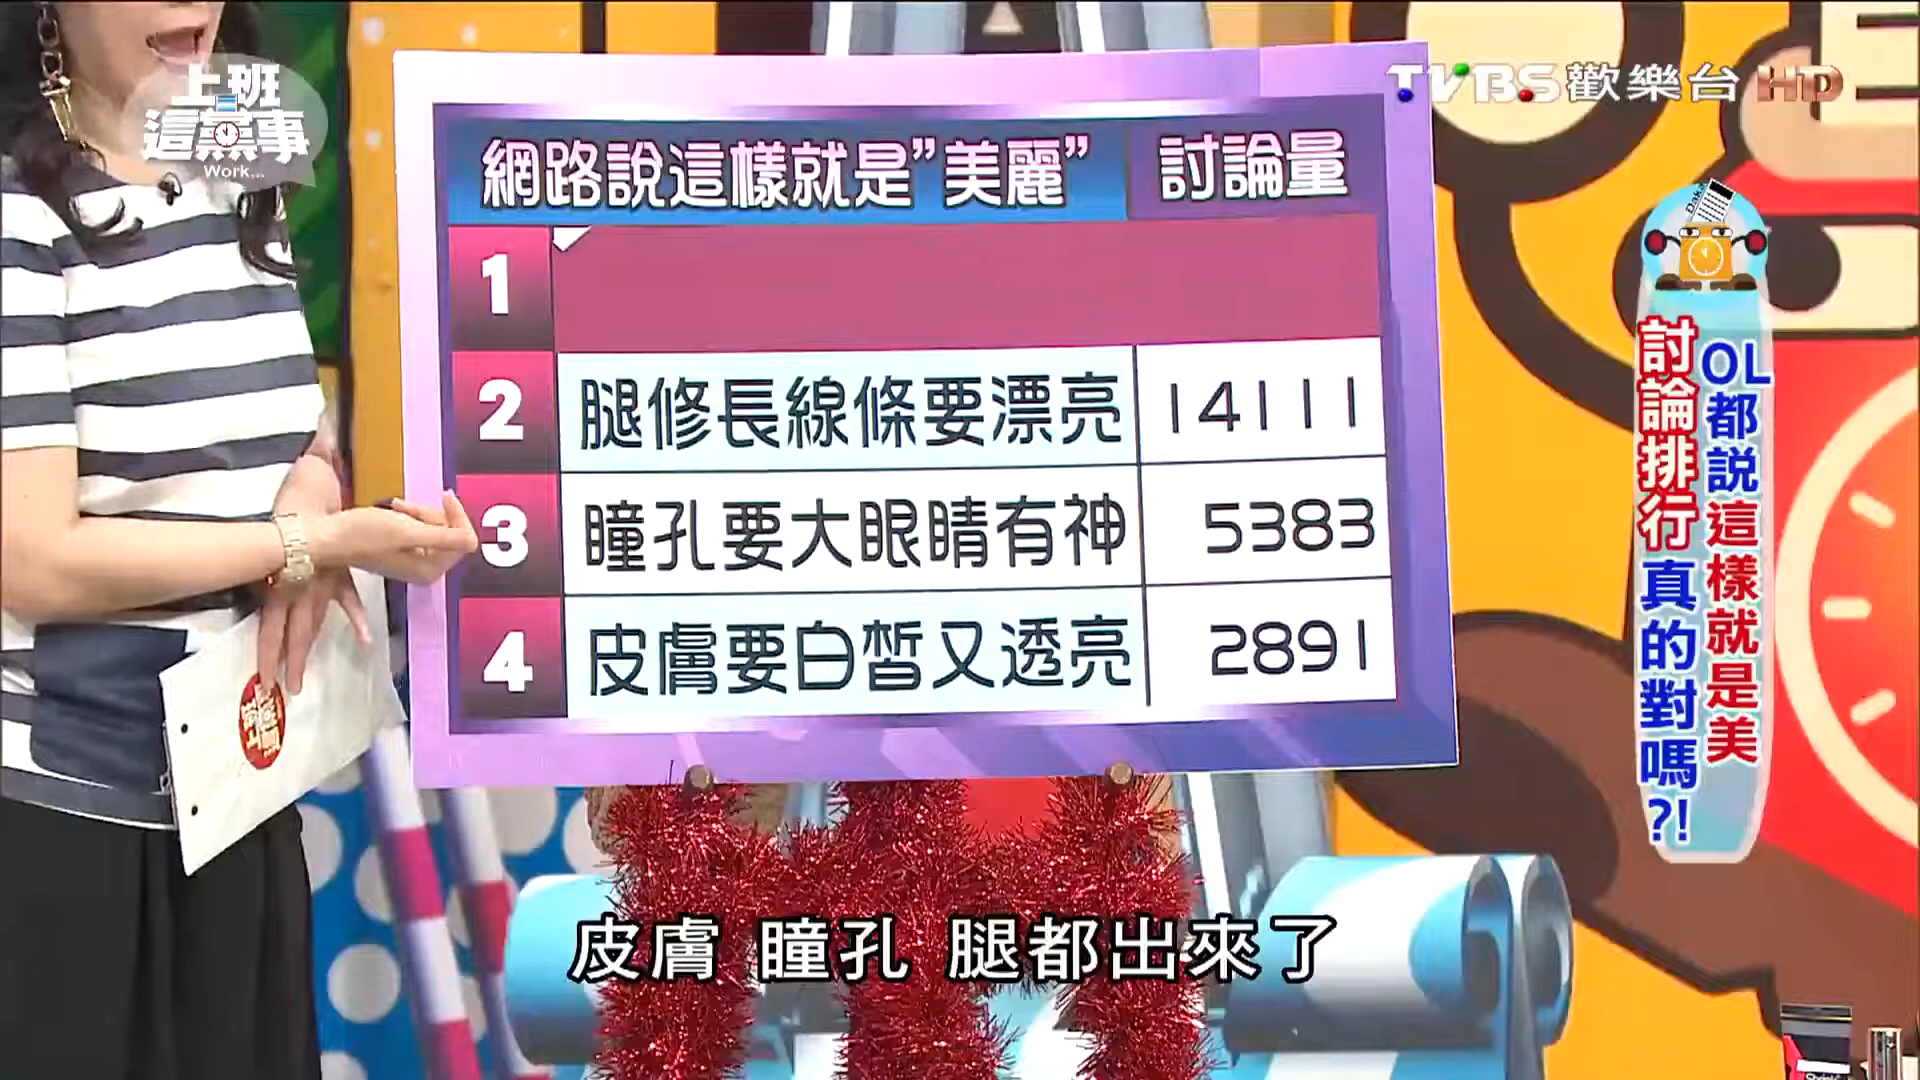 上班
這黨事
Work...
TVBS歡樂台 HD
網路說這樣就是"美麗" 討論量
1
2 腿修長線條要漂亮 14111
3 瞳孔要大眼睛有神 5383
4 皮膚要白皙又透亮 2891
OL都説這樣就是美
討論排行 真的對嗎?!
皮膚 瞳孔 腿都出來了